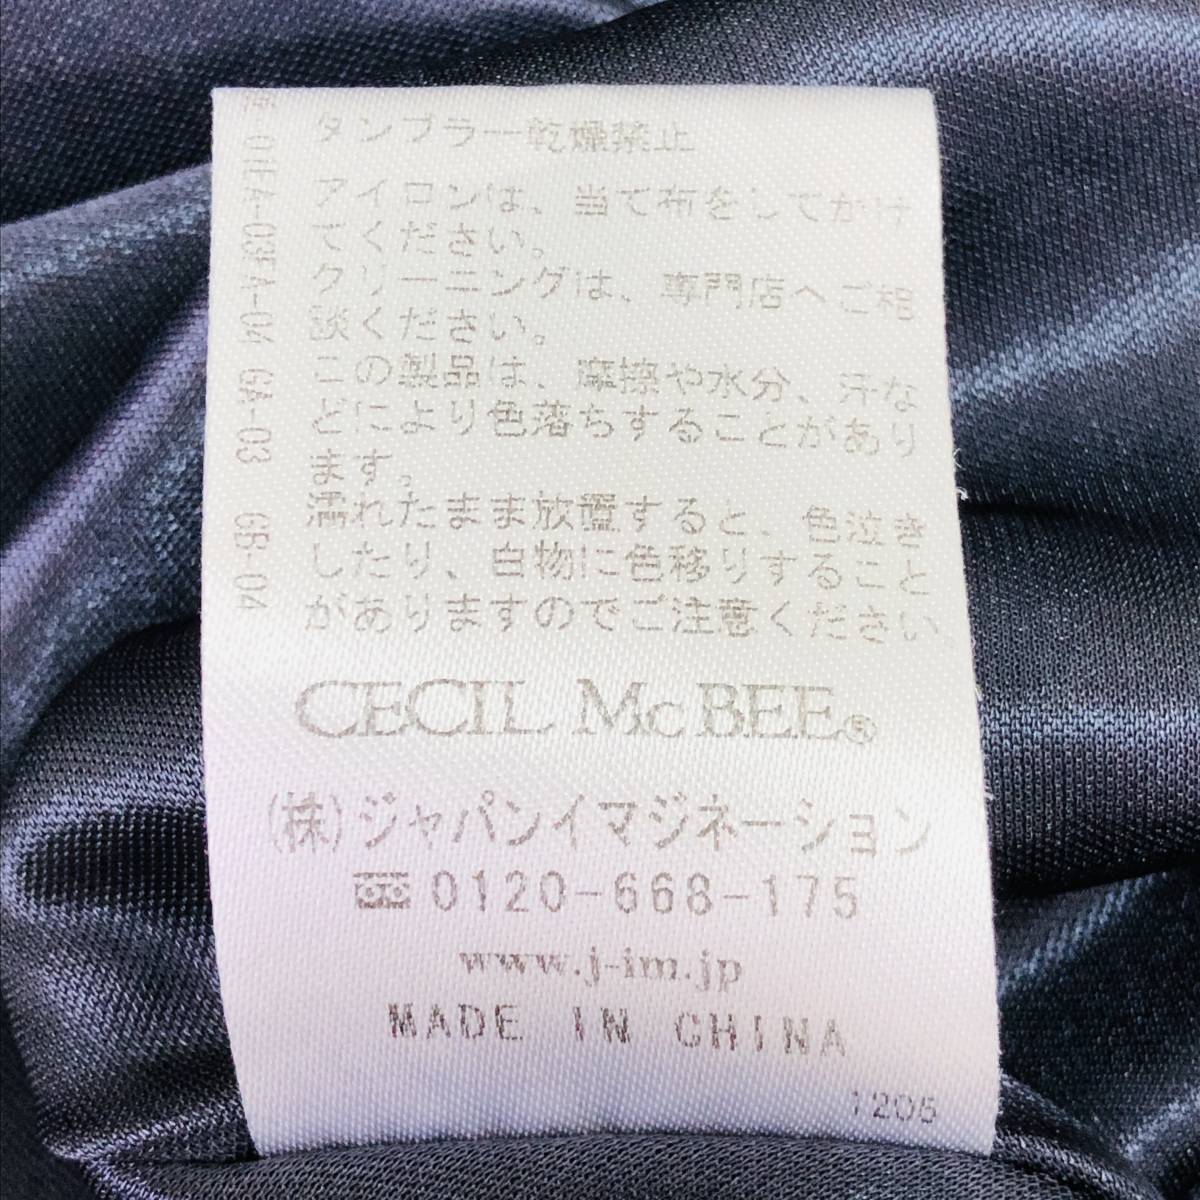 タンブラー乾燥禁止
アイロンは、当て布をしてかけ
てください。
クリーニングは、専門店へご相
談ください。
この製品は、摩擦や水分、汗な
どにより色落ちすることがあり
ます。
濡れたまま放置すると、色泣き
したり、白物に色移りすること
がありますのでご注意ください
CECIL McBEE®
(株)ジャパンイマジネーション
0120-668-175
www.j-im.jp
MADE IN CHINA
1205
01FA-03FA-04 GA-03 GB-04